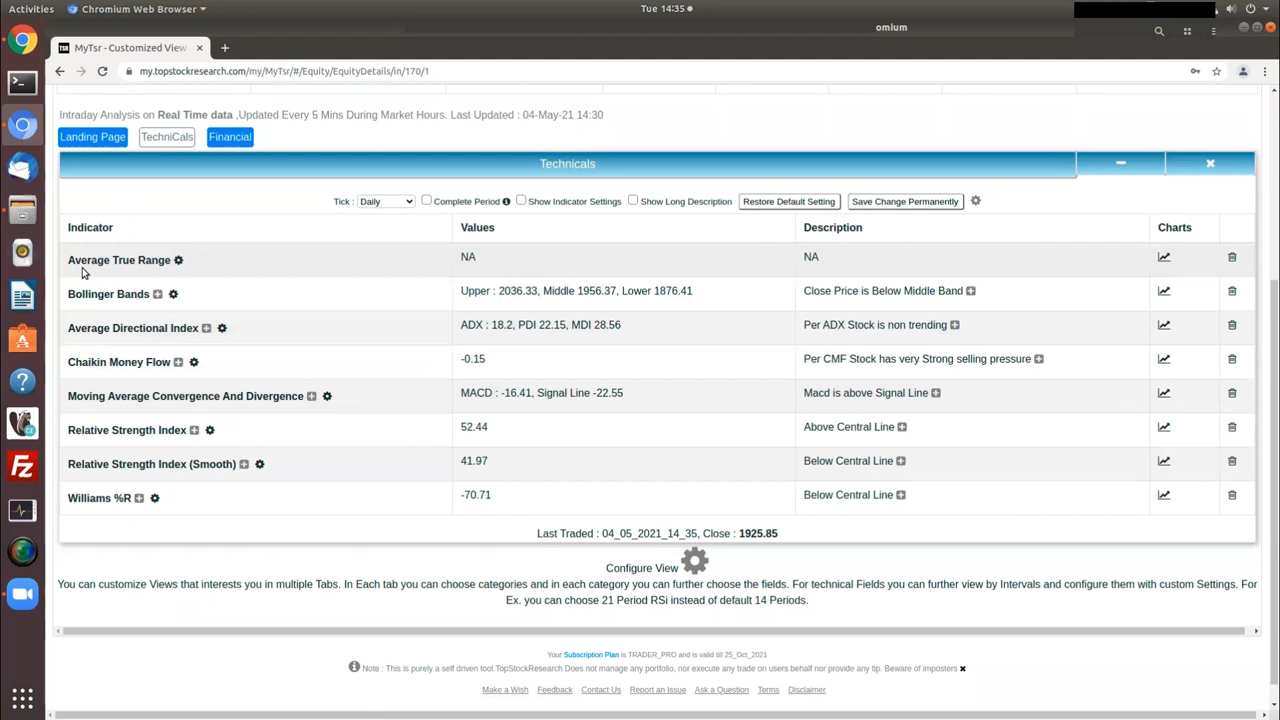 Activities
Chromium Web Browser
Tue 14:35
omium
MyTsr - Customized View
my.topstockresearch.com/my/MyTsr/#/Equity/EquityDetails/in/170/1
Intraday Analysis on Real Time data ,Updated Every 5 Mins During Market Hours. Last Updated : 04-May-21 14:30
Landing Page TechniCals Financial
Technicals
Tick : Daily Complete Period Show Indicator Settings Show Long Description Restore Default Setting Save Change Permanently
Indicator Values Description Charts
Average True Range NA NA
Bollinger Bands Upper : 2036.33, Middle 1956.37, Lower 1876.41 Close Price is Below Middle Band
Average Directional Index ADX : 18.2, PDI 22.15, MDI 28.56 Per ADX Stock is non trending
Chaikin Money Flow -0.15 Per CMF Stock has very Strong selling pressure
Moving Average Convergence And Divergence MACD : -16.41, Signal Line -22.55 Macd is above Signal Line
Relative Strength Index 52.44 Above Central Line
Relative Strength Index (Smooth) 41.97 Below Central Line
Williams %R -70.71 Below Central Line
Last Traded : 04_05_2021_14_35, Close : 1925.85
Configure View
You can customize Views that interests you in multiple Tabs. In Each tab you can choose categories and in each category you can further choose the fields. For technical Fields you can further view by Intervals and configure them with custom Settings. For
Ex. you can choose 21 Period RSi instead of default 14 Periods.
Your Subscription Plan is TRADER_PRO and is valid till 25_Oct_2021
Note : This is purely a self driven tool.TopStockResearch Does not manage any portfolio, nor execute any trade on users behalf nor provide any tip. Beware of imposters
Make a Wish Feedback Contact Us Report an Issue Ask a Question Terms Disclaimer